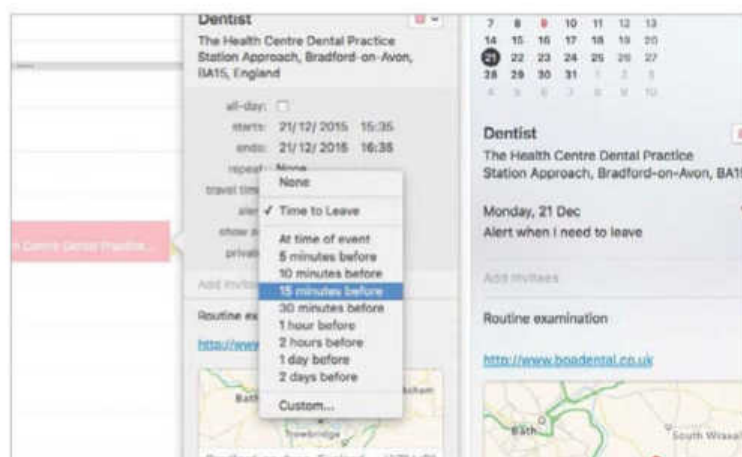 Dentist
The Health Centre Dental Practice
Station Approach, Bradford-on-Avon,
BA15, England
all-day:
starts: 21/12/2015 15:35
ends: 21/12/2015 16:35
repeat: None
travel time
alert
None
✓ Time to Leave
At time of event
5 minutes before
10 minutes before
15 minutes before
30 minutes before
1 hour before
2 hours before
1 day before
2 days before
Custom...
show
private
Add invitees
Routine ex
http://www
Bath
Trowbridge
Centre Dental Practice...
7 8 9 10 11 12 13
14 15 16 17 18 19 20
21 22 23 24 25 26 27
28 29 30 31 1 2 3
4 5 6 7 8 9 10
Dentist
The Health Centre Dental Practice
Station Approach, Bradford-on-Avon, BA15
Monday, 21 Dec
Alert when I need to leave
Add invitees
Routine examination
http://www.boadental.co.uk
Bath
South Wraxal